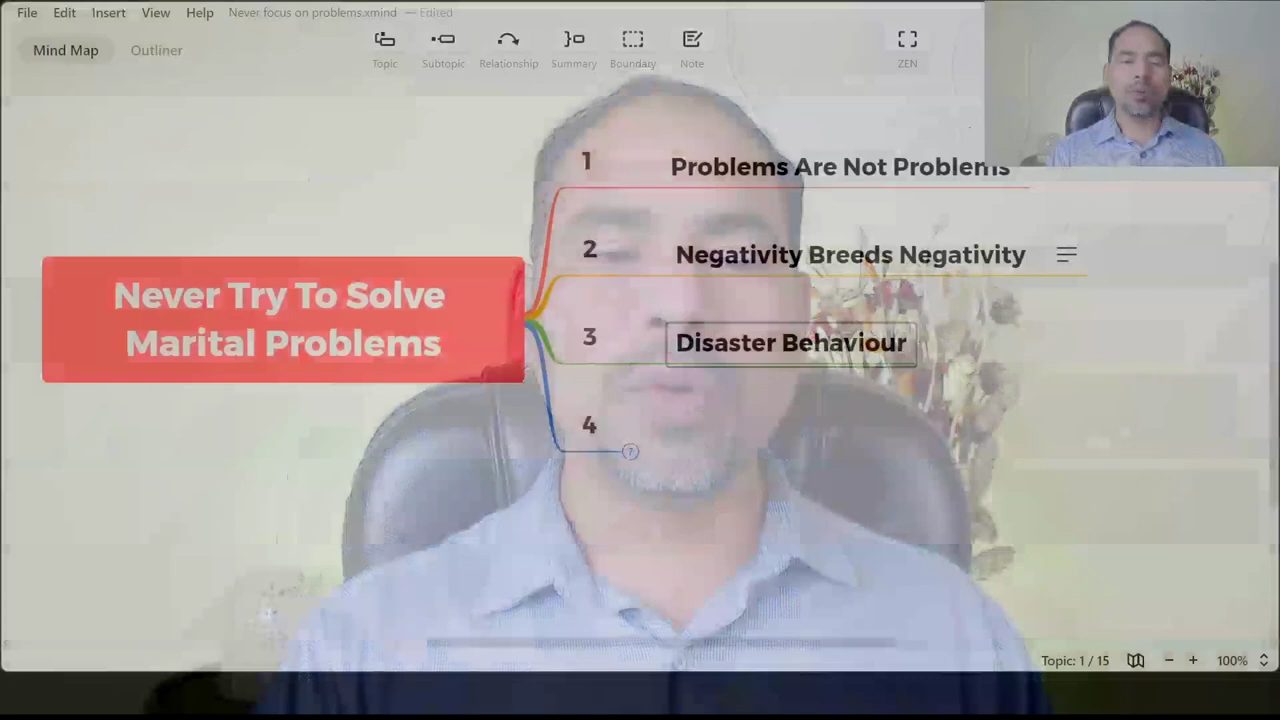 File Edit Insert View Help Never focus on problems.xmind — Edited
Mind Map Outliner
Topic Subtopic Relationship Summary Boundary Note ZEN
Never Try To Solve
Marital Problems
1 Problems Are Not Problems
2 Negativity Breeds Negativity
3 Disaster Behaviour
4 7
Topic: 1 / 15 − + 100%